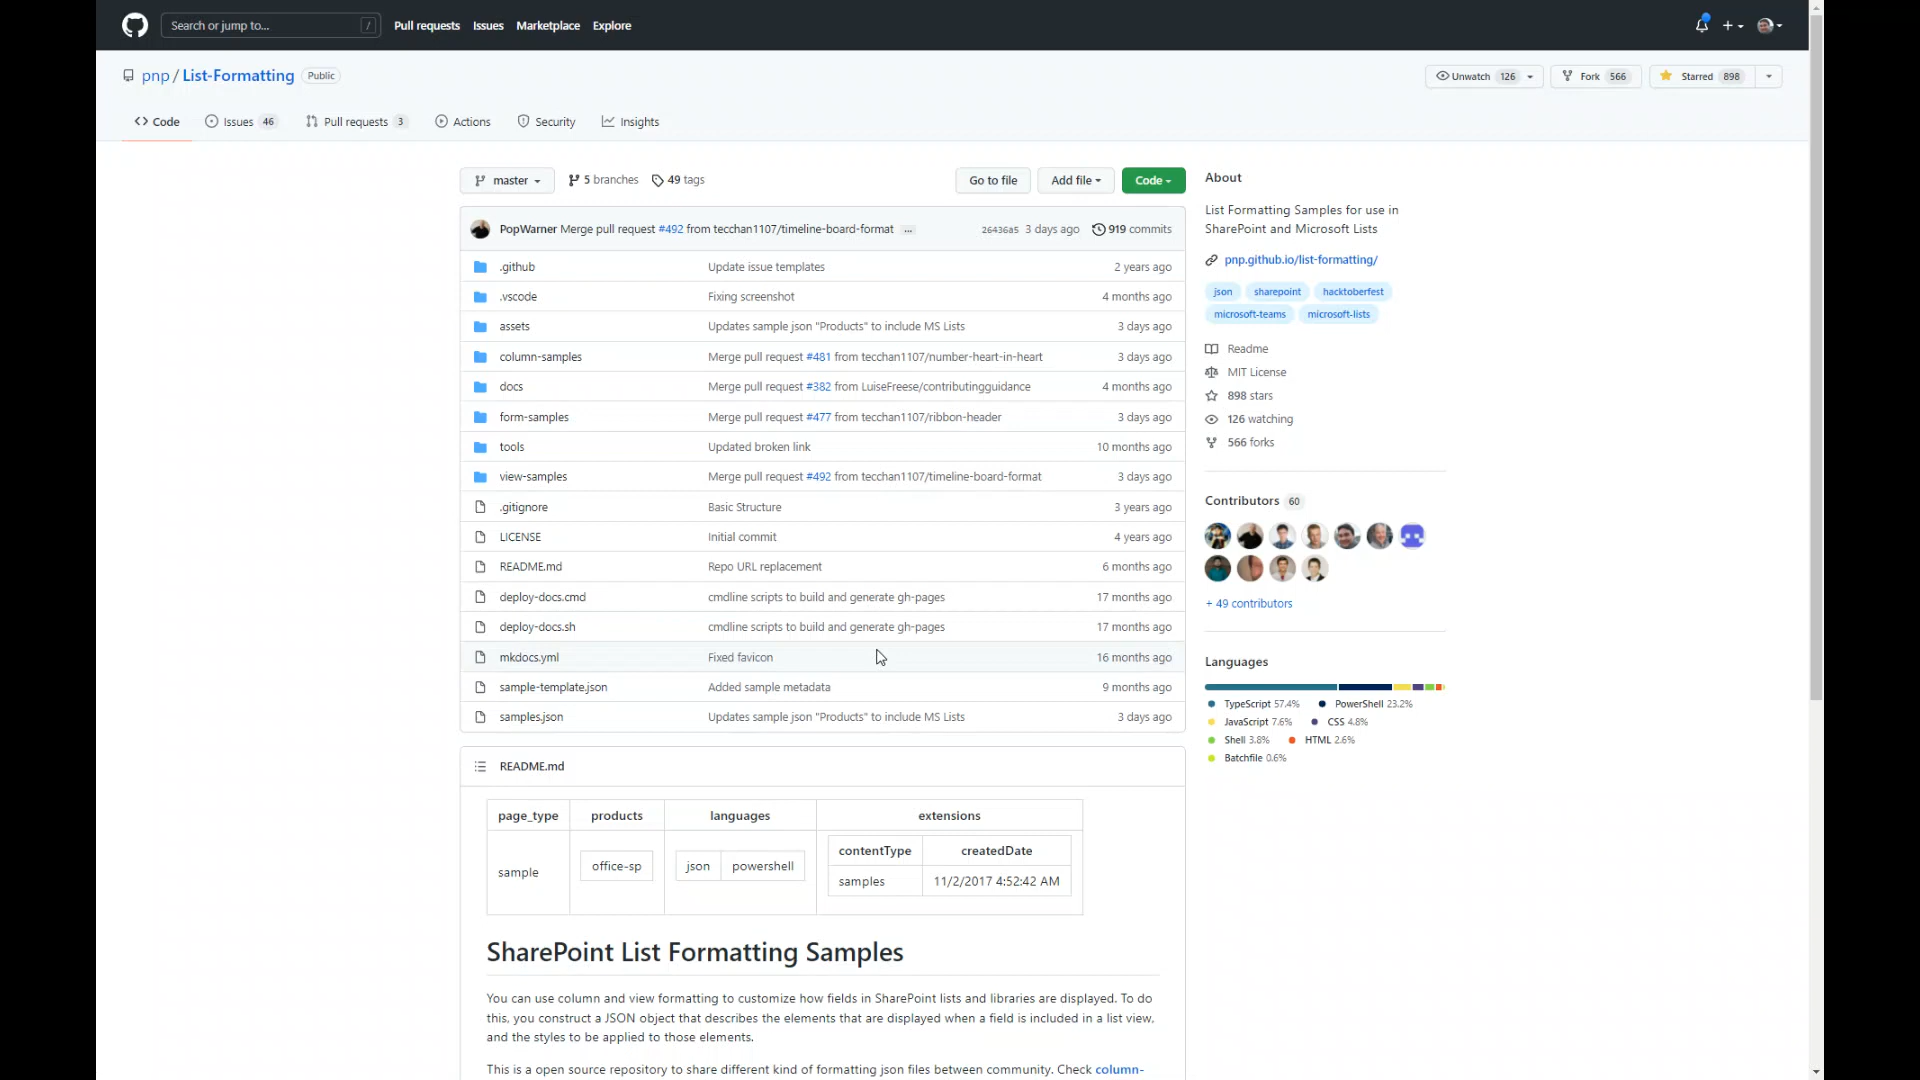 Search or jump to... /
Pull requests Issues Marketplace Explore
pnp / List-Formatting Public
Unwatch 126 Fork 566 Starred 898
Code Issues 46 Pull requests 3 Actions Security Insights
master 5 branches 49 tags
Go to file Add file Code
PopWarner Merge pull request #492 from tecchan1107/timeline-board-format ... 26436a5 3 days ago 919 commits
.github Update issue templates 2 years ago
.vscode Fixing screenshot 4 months ago
assets Updates sample json "Products" to include MS Lists 3 days ago
column-samples Merge pull request #481 from tecchan1107/number-heart-in-heart 3 days ago
docs Merge pull request #382 from LuiseFreese/contributingguidance 4 months ago
form-samples Merge pull request #477 from tecchan1107/ribbon-header 3 days ago
tools Updated broken link 10 months ago
view-samples Merge pull request #492 from tecchan1107/timeline-board-format 3 days ago
.gitignore Basic Structure 3 years ago
LICENSE Initial commit 4 years ago
README.md Repo URL replacement 6 months ago
deploy-docs.cmd cmdline scripts to build and generate gh-pages 17 months ago
deploy-docs.sh cmdline scripts to build and generate gh-pages 17 months ago
mkdocs.yml Fixed favicon 16 months ago
sample-template.json Added sample metadata 9 months ago
samples.json Updates sample json "Products" to include MS Lists 3 days ago
README.md
page_type products languages extensions
sample office-sp json powershell
contentType createdDate
samples 11/2/2017 4:52:42 AM
SharePoint List Formatting Samples
You can use column and view formatting to customize how fields in SharePoint lists and libraries are displayed. To do
this, you construct a JSON object that describes the elements that are displayed when a field is included in a list view,
and the styles to be applied to those elements.
This is a open source repository to share different kind of formatting json files between community. Check column-
About
List Formatting Samples for use in
SharePoint and Microsoft Lists
pnp.github.io/list-formatting/
json sharepoint hacktoberfest
microsoft-teams microsoft-lists
Readme
MIT License
898 stars
126 watching
566 forks
Contributors 60
+ 49 contributors
Languages
TypeScript 57.4% PowerShell 23.2%
JavaScript 7.6% CSS 4.8%
Shell 3.8% HTML 2.6%
Batchfile 0.6%